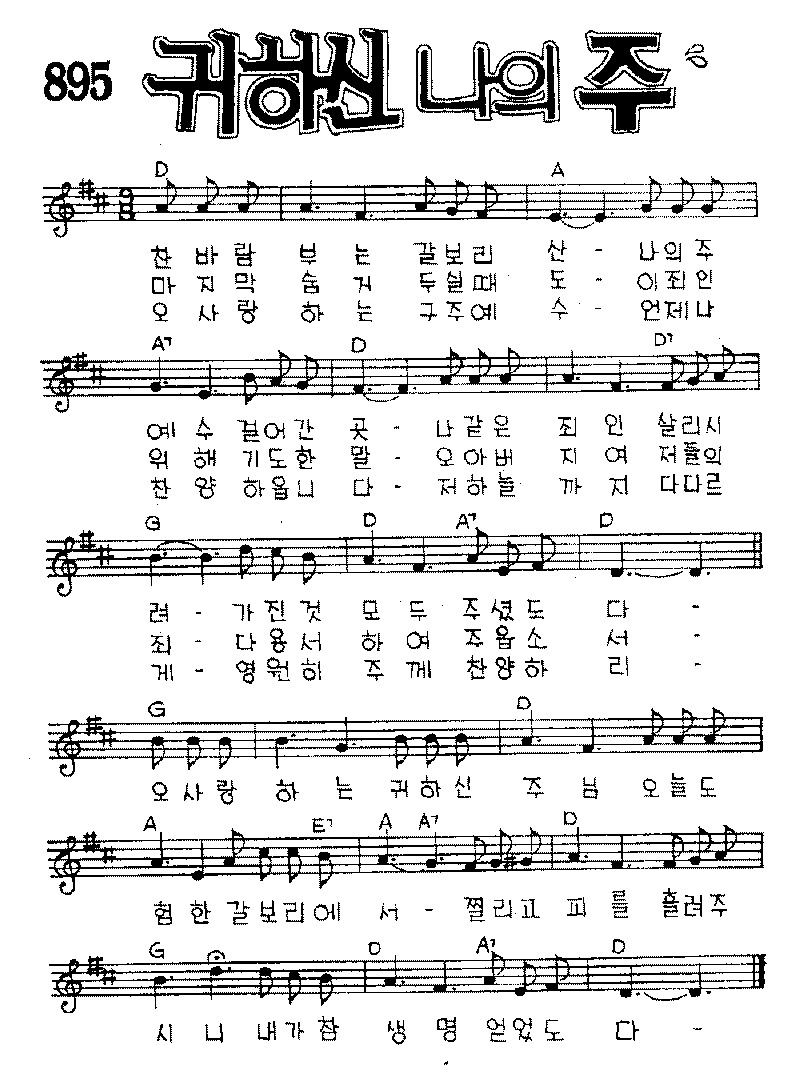 895 귀하신 나의 주
D A
찬 바 람 부 는 갈보리 산 - 나의주
마 지 막 숨 거 두실때 도 - 이죄인
오 사 랑 하 는 구주예 수 - 언제나
A7 D D7
예 수 걸어간 곳 - 나같은 죄 인 살리시
위 해 기도한 말 - 오아버 지 여 저들의
찬 양 하옵니 다 - 저하늘 까 지 다다르
G D A7 D
려 - 가진것 모 두 주셨도 다 -
죄 - 다용서 하 여 주옵소 서 -
게 - 영원히 주 께 찬양하 리 -
G D
오사랑 하 는 귀하신 주 님 오늘도
A E7 A A7 D
험 한 갈보리에 서 - 찔리고 피 를 흘려주
G D A7 D
시 니 내가참 생 명 얻었도 다 -